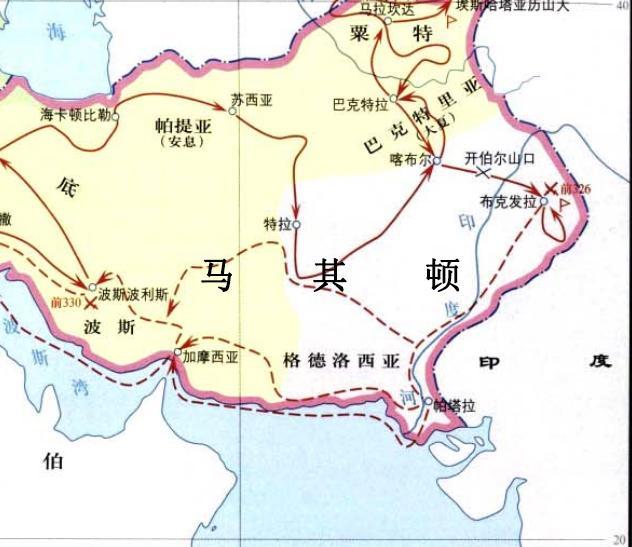 埃斯哈塔亚历山大
40
马拉坎达
粟特
海
巴克特拉
巴克特里亚
(大夏)
苏西亚
海卡顿比勒
帕提亚
(安息)
喀布尔
开伯尔山口
前326
布克发拉
底
撒
特拉
印度河
马其顿
波斯波利斯
前330
波斯
波斯湾
加摩西亚
格德洛西亚
印度
帕塔拉
伯
20